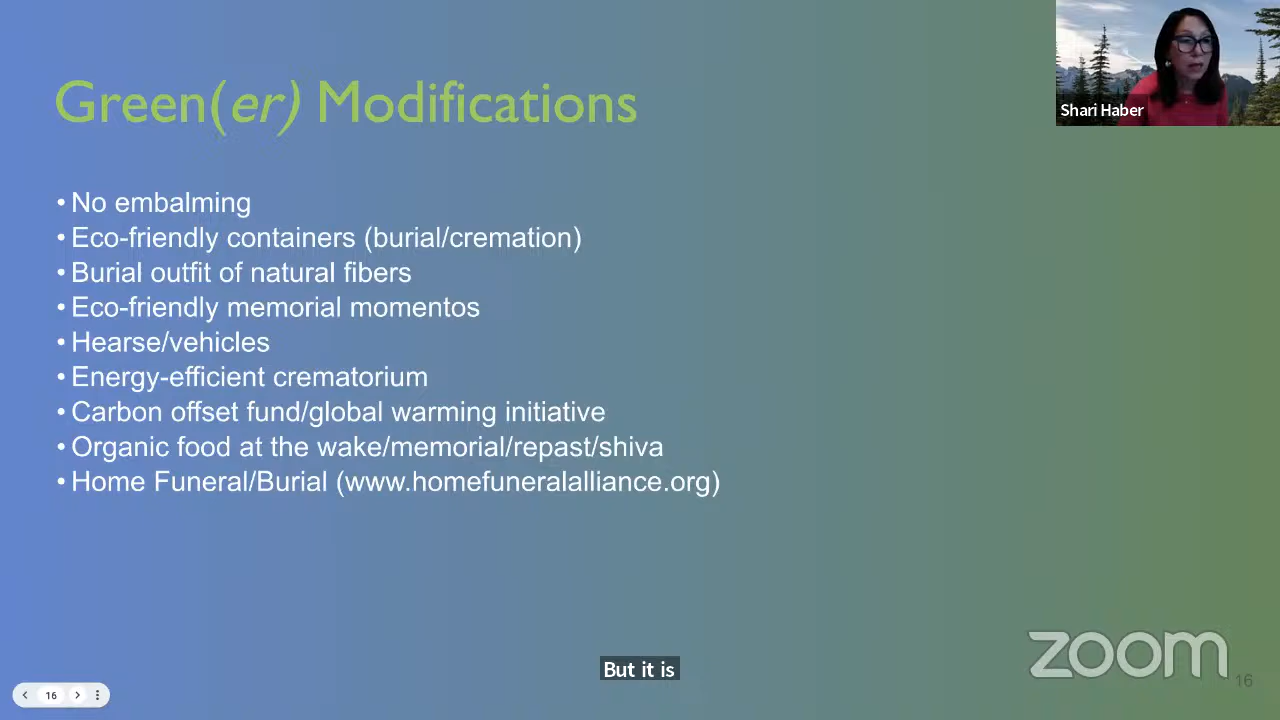 Green(er) Modifications
Shari Haber
• No embalming
• Eco-friendly containers (burial/cremation)
• Burial outfit of natural fibers
• Eco-friendly memorial momentos
• Hearse/vehicles
• Energy-efficient crematorium
• Carbon offset fund/global warming initiative
• Organic food at the wake/memorial/repast/shiva
• Home Funeral/Burial (www.homefuneralalliance.org)
But it is
zoom
16
16